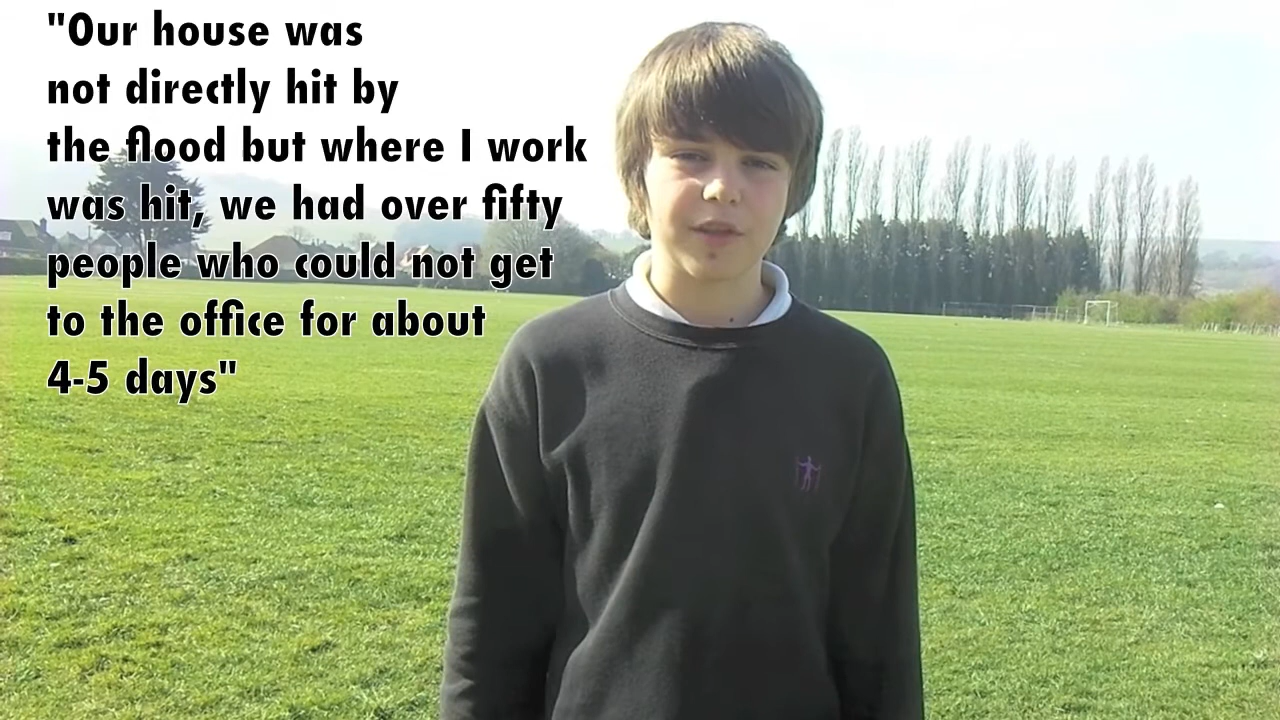 "Our house was
not directly hit by
the flood but where I work
was hit, we had over fifty
people who could not get
to the office for about
4-5 days"